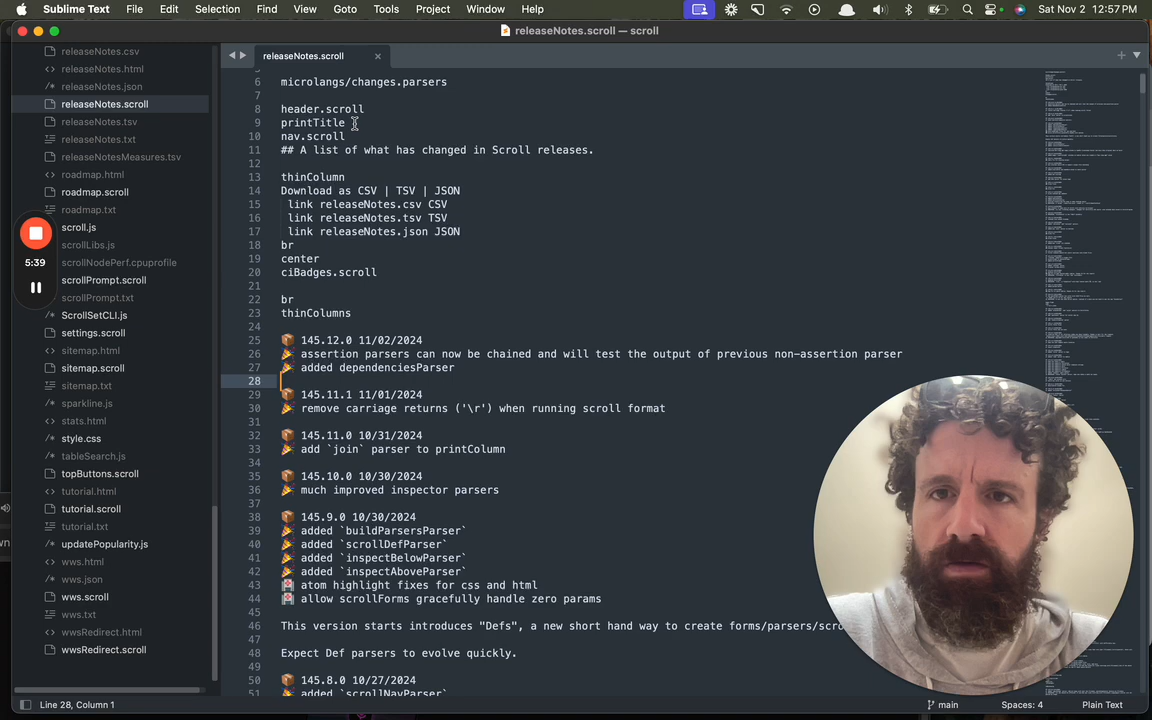 Sublime Text File Edit Selection Find View Goto Tools Project Window Help Sat Nov 2 12:57 PM
releaseNotes.scroll — scroll
releaseNotes.csv
releaseNotes.html
releaseNotes.json
releaseNotes.scroll
releaseNotes.tsv
releaseNotes.txt
releaseNotesMeasures.tsv
roadmap.html
roadmap.scroll
roadmap.txt
scroll.js
scrollLibs.js
scrollNodePerf.cpuprofile
scrollPrompt.scroll
scrollPrompt.txt
ScrollSetCLI.js
settings.scroll
sitemap.html
sitemap.scroll
sitemap.txt
sparkline.js
stats.html
style.css
tableSearch.js
topButtons.scroll
tutorial.html
tutorial.scroll
tutorial.txt
updatePopularity.js
wws.html
wws.json
wws.scroll
wws.txt
wwsRedirect.html
wwsRedirect.scroll
5:39
releaseNotes.scroll
6 microlangs/changes.parsers
8 header.scroll
9 printTitle
10 nav.scroll
11 ## A list of what has changed in Scroll releases.
12
13 thinColumn
14 Download as CSV | TSV | JSON
15 link releaseNotes.csv CSV
16 link releaseNotes.tsv TSV
17 link releaseNotes.json JSON
18 br
19 center
20 ciBadges.scroll
21
22 br
23 thinColumns
24
25 📦 145.12.0 11/02/2024
26 🎉 assertion parsers can now be chained and will test the output of previous non-assertion parser
27 🎉 added dependenciesParser
28
29 📦 145.11.1 11/01/2024
30 🎉 remove carriage returns ('\r') when running scroll format
31
32 📦 145.11.0 10/31/2024
33 🎉 add `join` parser to printColumn
34
35 📦 145.10.0 10/30/2024
36 🎉 much improved inspector parsers
37
38 📦 145.9.0 10/30/2024
39 🎉 added `buildParsersParser`
40 🎉 added `scrollDefParser`
41 🎉 added `inspectBelowParser`
42 🎉 added `inspectAboveParser`
43 🏥 atom highlight fixes for css and html
44 🏥 allow scrollForms gracefully handle zero params
45
46 This version starts introduces "Defs", a new short hand way to create forms/parsers/scro
47
48 Expect Def parsers to evolve quickly.
49
50 📦 145.8.0 10/27/2024
51 🎉 added `scrollNavParser`
Line 28, Column 1 main Spaces: 4 Plain Text